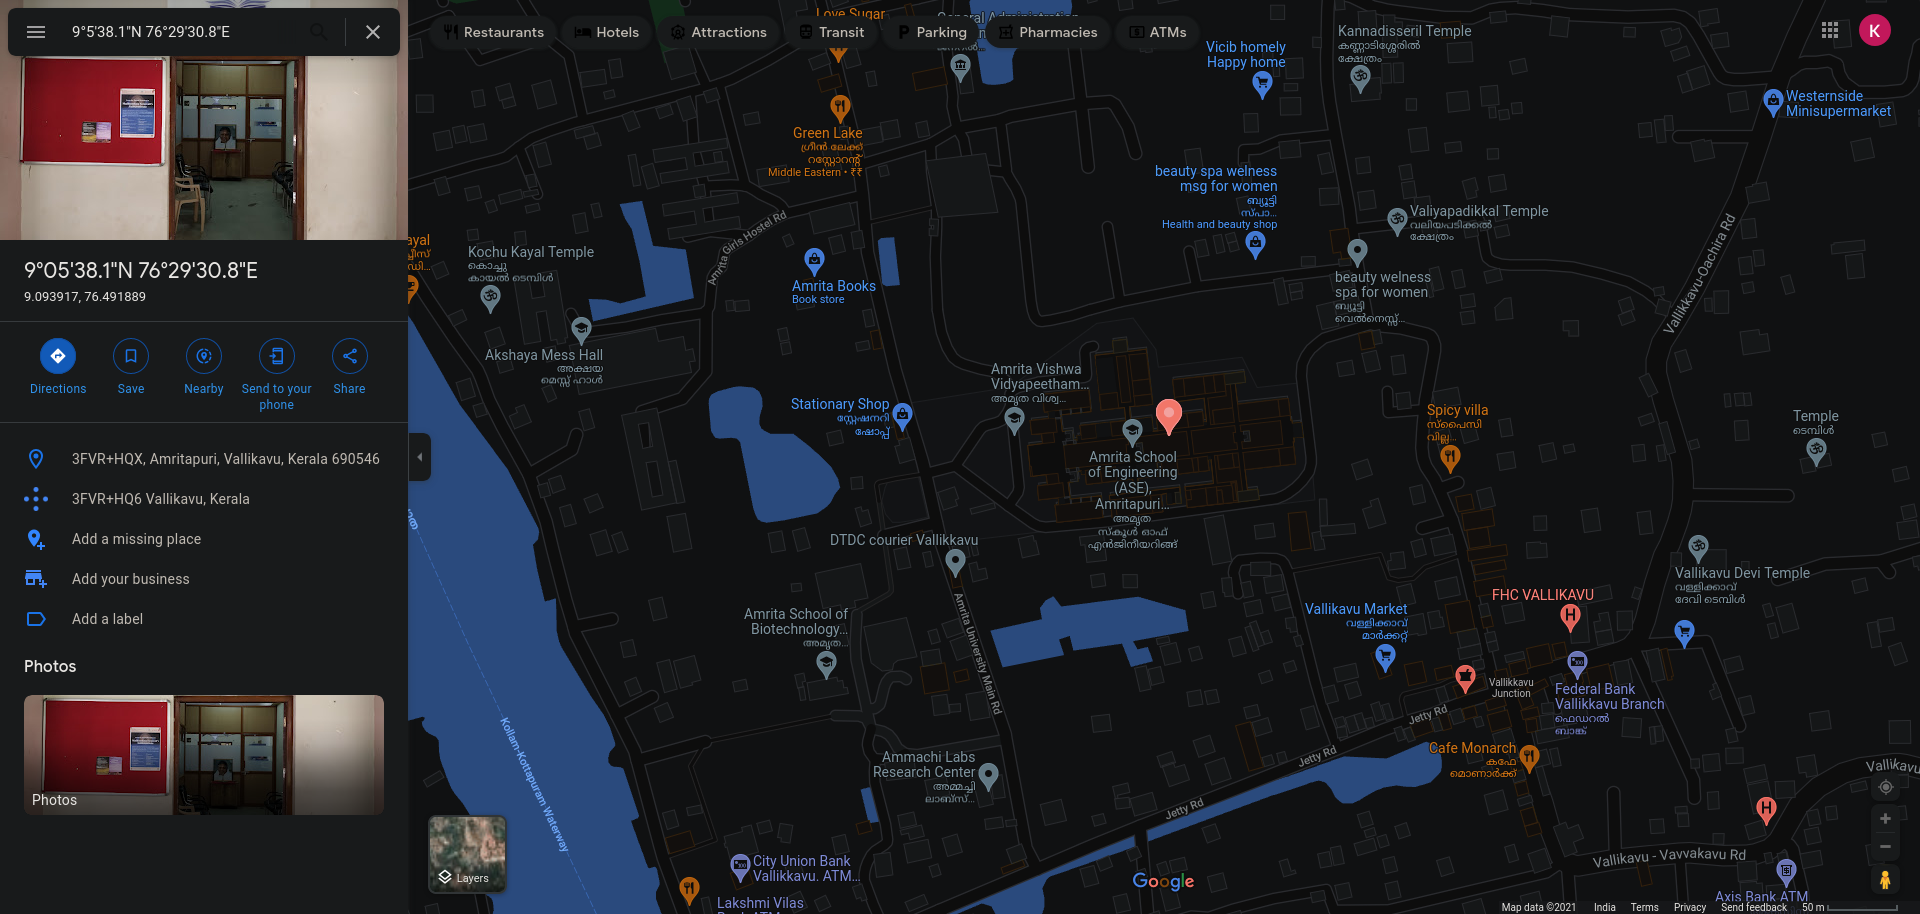 9°5'38.1"N 76°29'30.8"E
Restaurants
Hotels
Attractions
Transit
Parking
Pharmacies
ATMs
K
9°05'38.1"N 76°29'30.8"E
9.093917, 76.491889
Directions
Save
Nearby
Send to your
phone
Share
3FVR+HQX, Amritapuri, Vallikavu, Kerala 690546
3FVR+HQ6 Vallikavu, Kerala
Add a missing place
Add your business
Add a label
Photos
Photos
Love Sugar
General Administration
Green Lake
ഗ്രീൻ ലേക്ക്
റസ്റ്റോറന്റ്
Middle Eastern • ₹₹
Vicib homely
Happy home
Kannadisseril Temple
കണ്ണാടിശ്ശേരിൽ
ക്ഷേത്രം
Westernside
Minisupermarket
beauty spa welness
msg for women
ബ്യൂട്ടി
സ്പാ...
Health and beauty shop
Valiyapadikkal Temple
വലിയപടിക്കൽ
ക്ഷേത്രം
beauty welness
spa for women
ബ്യൂട്ടി
വെൽനെസ്സ്...
Vallikkavu-Oachira Rd
Amrita Girls Hostel Rd
Kochu Kayal Temple
കൊച്ചു
കായൽ ടെമ്പിൾ
Amrita Books
Book store
Akshaya Mess Hall
അക്ഷയ
മെസ്സ് ഹാൾ
Amrita Vishwa
Vidyapeetham...
അമൃത വിശ്വ...
Stationary Shop
സ്റ്റേഷനറി
ഷോപ്പ്
Spicy villa
സ്പൈസി
വില്ല...
Temple
ടെമ്പിൾ
Amrita School
of Engineering
(ASE),
Amritapuri...
അമൃത
സ്കൂൾ ഓഫ്
എൻജിനീയറിങ്ങ്
DTDC courier Vallikkavu
Vallikavu Devi Temple
വള്ളിക്കാവ്
ദേവി ടെമ്പിൾ
Amrita School of
Biotechnology...
അമൃത...
Amrita University Main Rd
Vallikavu Market
വള്ളിക്കാവ്
മാർക്കറ്റ്
FHC VALLIKAVU
Vallikkavu
Junction
Federal Bank
Vallikkavu Branch
ഫെഡറൽ
ബാങ്ക്
Jetty Rd
Jetty Rd
Jetty Rd
Cafe Monarch
കഫേ
മൊണാർക്ക്
Kollam-Kottapuram Waterway
Ammachi Labs
Research Center
അമ്മച്ചി
ലാബ്സ്...
City Union Bank
Vallikkavu. ATM...
Lakshmi Vilas
Vallikavu - Vavvakavu Rd
Axis Bank ATM
Layers
Google
Map data ©2021
India
Terms
Privacy
Send feedback
50 m